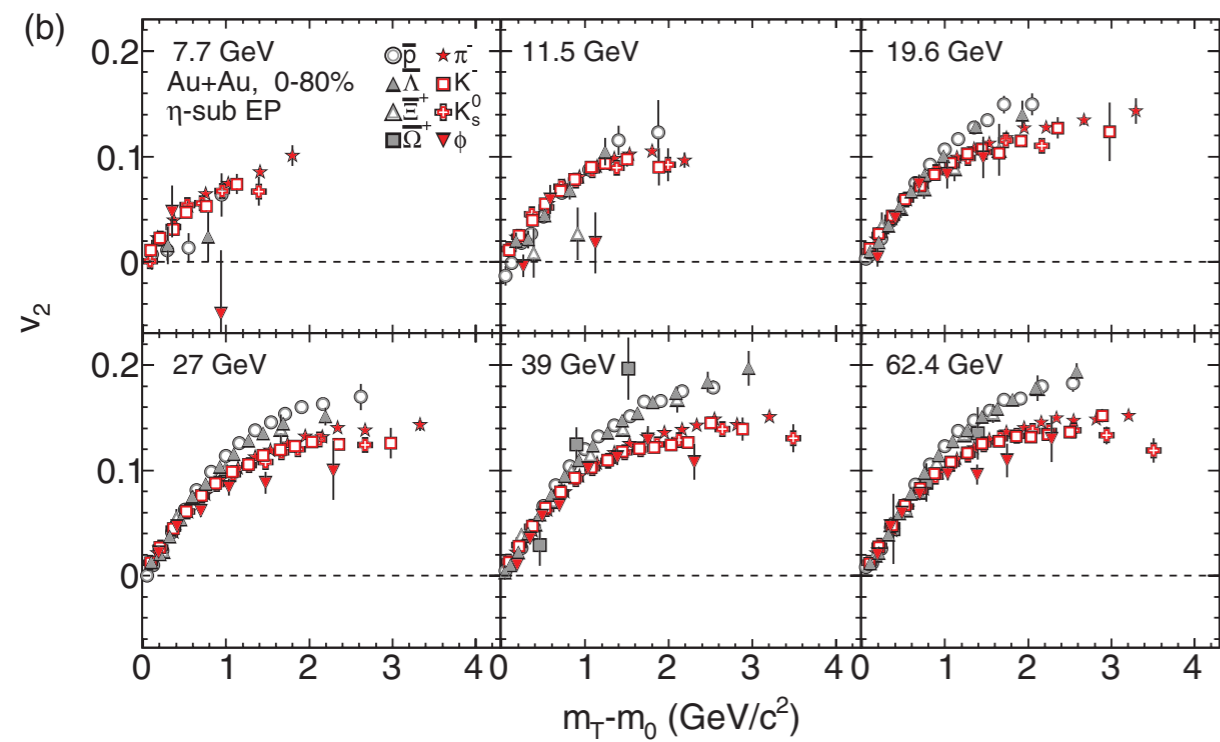 (b)
7.7 GeV
Au+Au, 0-80%
η-sub EP
p̅ π⁻
Λ̅ K⁻
Ξ̅⁺ K⁰ₛ
Ω̅⁺ ϕ
11.5 GeV
19.6 GeV
0.2
0.1
0
v₂
27 GeV
39 GeV
62.4 GeV
0.2
0.1
0
0 1 2 3 4 0 1 2 3 4 0 1 2 3 4
m_T-m₀ (GeV/c²)